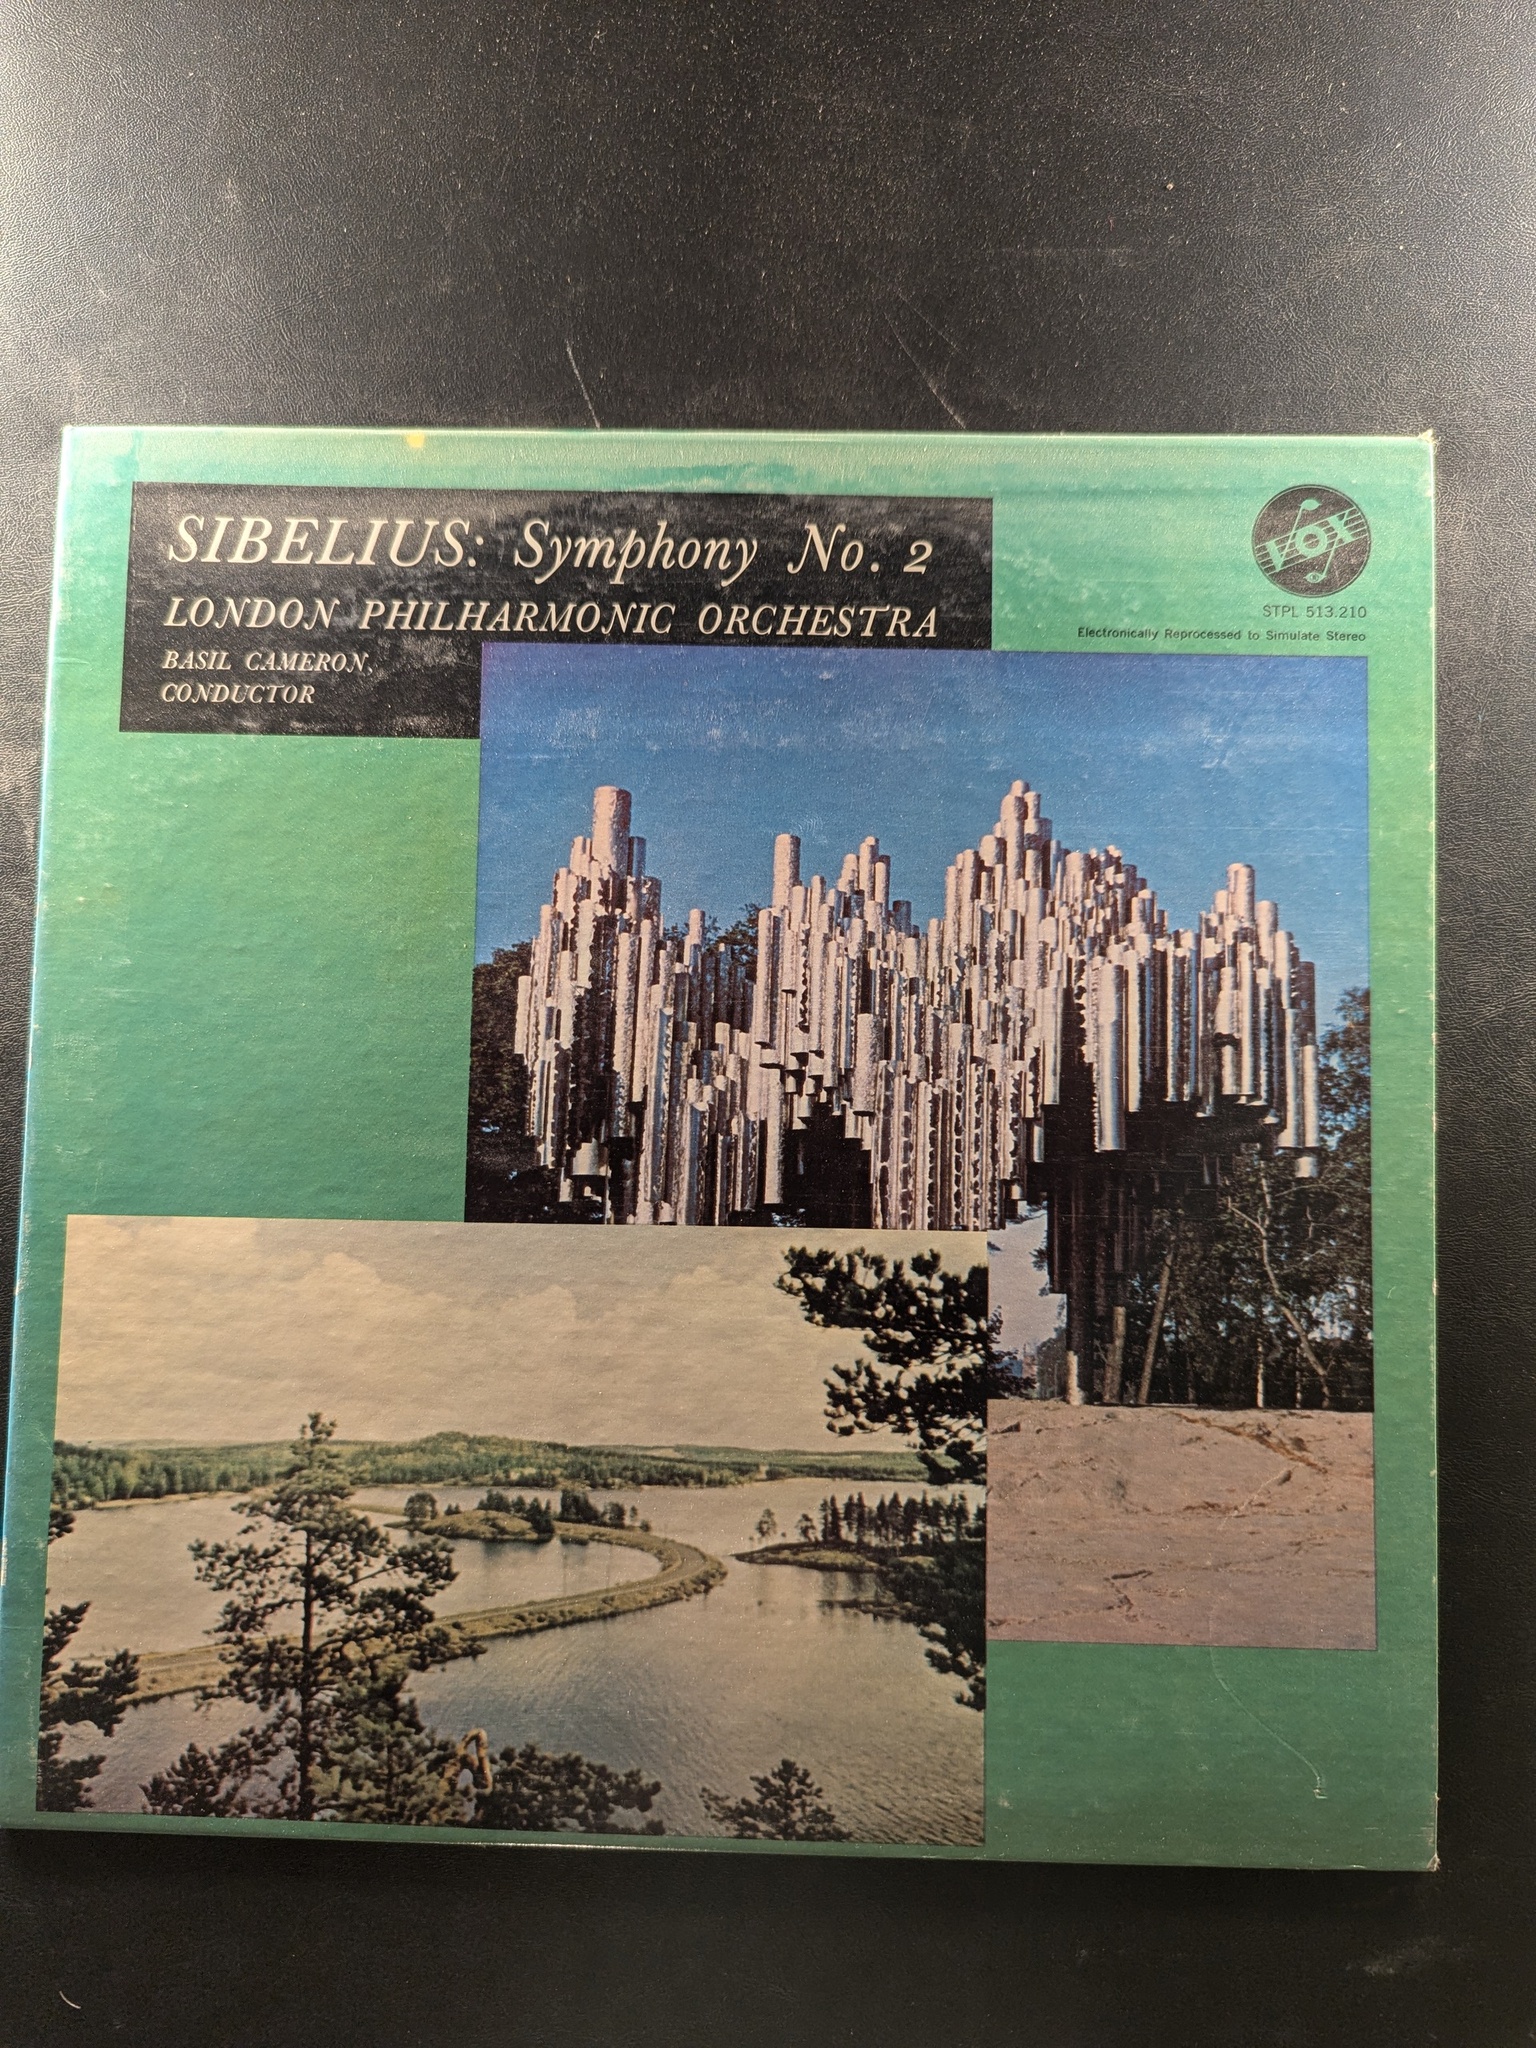 SIBELIUS: Symphony No. 2
LONDON PHILHARMONIC ORCHESTRA
BASIL CAMERON,
CONDUCTOR
VOX
STPL 513.210
Electronically Reprocessed to Simulate Stereo